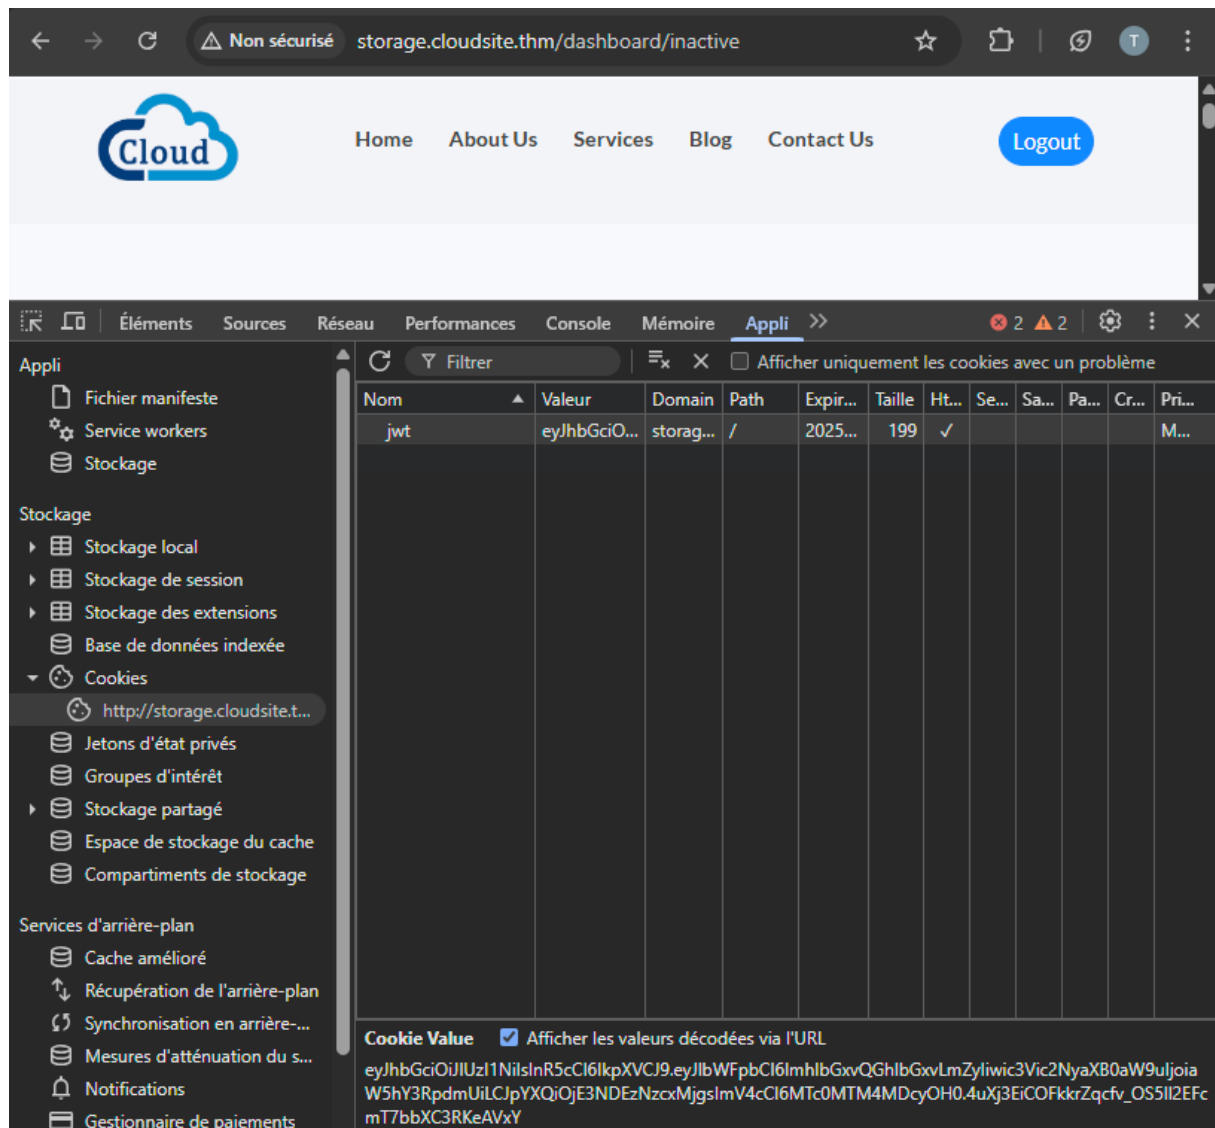 Non sécurisé storage.cloudsite.thm/dashboard/inactive T
Cloud Home About Us Services Blog Contact Us Logout
Éléments Sources Réseau Performances Console Mémoire Appli 2 2
Appli
Filtrer Afficher uniquement les cookies avec un problème
Fichier manifeste
Service workers
Stockage
Nom Valeur Domain Path Expir... Taille Ht... Se... Sa... Pa... Cr... Pri...
jwt eyJhbGciO... storag... / 2025... 199 ✓ M...
Stockage
Stockage local
Stockage de session
Stockage des extensions
Base de données indexée
Cookies
http://storage.cloudsite.t...
Jetons d'état privés
Groupes d'intérêt
Stockage partagé
Espace de stockage du cache
Compartiments de stockage
Services d'arrière-plan
Cache amélioré
Récupération de l'arrière-plan
Synchronisation en arrière-...
Mesures d'atténuation du s...
Notifications
Gestionnaire de paiements
Cookie Value Afficher les valeurs décodées via l'URL
eyJhbGciOiJIUzI1NiIsInR5cCI6IkpXVCJ9.eyJlbWFpbCI6ImhlbGxvQGhlbGxvLmZyIiwic3Vic2NyaXB0aW9uIjoia
W5hY3RpdmUiLCJpYXQiOjE3NDEzNzcxMjgsImV4cCI6MTc0MTM4MDcyOH0.4uXj3EiCOFkkrZqcfv_OS5Il2EFc
mT7bbXC3RKeAVxY